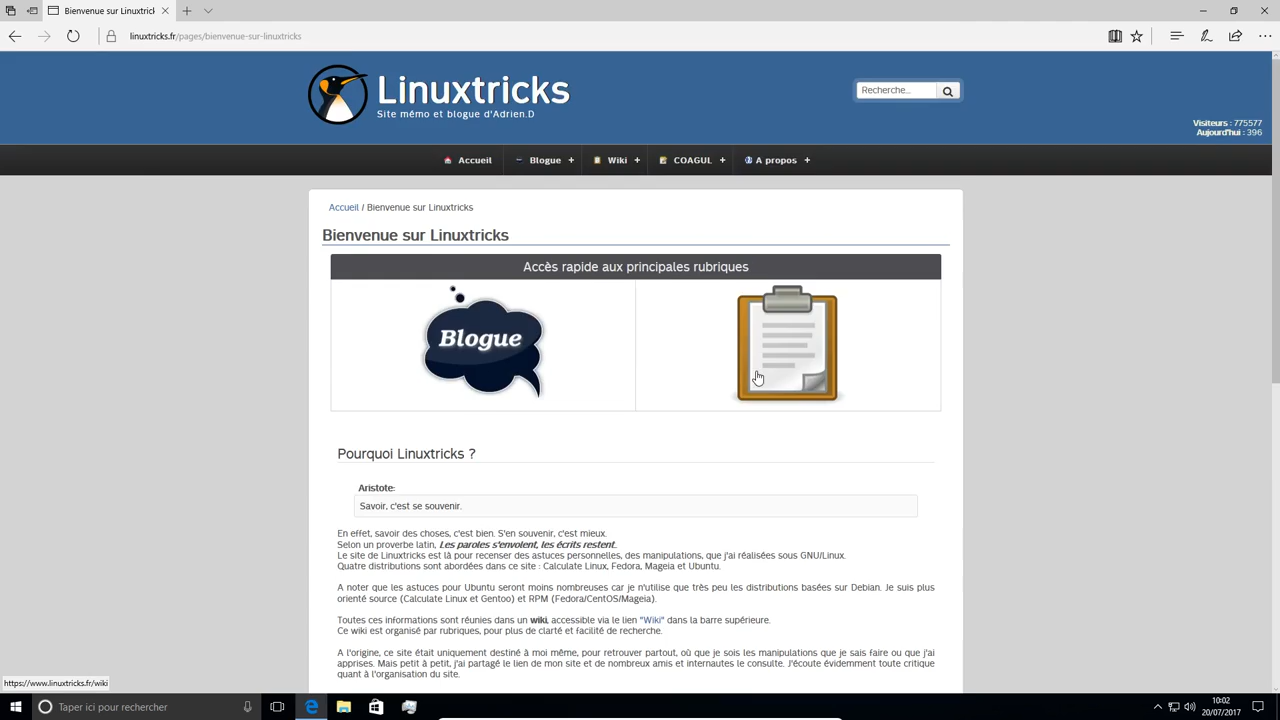 Bienvenue sur Linuxtrick
linuxtricks.fr/pages/bienvenue-sur-linuxtricks
Linuxtricks
Site mémo et blogue d'Adrien.D
Recherche...
Visiteurs : 775577
Aujourd'hui : 396
Accueil
Blogue +
Wiki +
COAGUL +
A propos +
Accueil / Bienvenue sur Linuxtricks
Bienvenue sur Linuxtricks
Accès rapide aux principales rubriques
Blogue
Pourquoi Linuxtricks ?
Aristote:
Savoir, c'est se souvenir.
En effet, savoir des choses, c'est bien. S'en souvenir, c'est mieux.
Selon un proverbe latin, Les paroles s'envolent, les écrits restent.
Le site de Linuxtricks est là pour recenser des astuces personnelles, des manipulations, que j'ai réalisées sous GNU/Linux.
Quatre distributions sont abordées dans ce site : Calculate Linux, Fedora, Mageia et Ubuntu.
A noter que les astuces pour Ubuntu seront moins nombreuses car je n'utilise que très peu les distributions basées sur Debian. Je suis plus
orienté source (Calculate Linux et Gentoo) et RPM (Fedora/CentOS/Mageia).
Toutes ces informations sont réunies dans un wiki, accessible via le lien "Wiki" dans la barre supérieure.
Ce wiki est organisé par rubriques, pour plus de clarté et facilité de recherche.
A l'origine, ce site était uniquement destiné à moi même, pour retrouver partout, où que je sois les manipulations que je sais faire ou que j'ai
apprises. Mais petit à petit, j'ai partagé le lien de mon site et de nombreux amis et internautes le consulte. J'écoute évidemment toute critique
quant à l'organisation du site.
https://www.linuxtricks.fr/wiki
Taper ici pour rechercher
10:02
20/07/2017